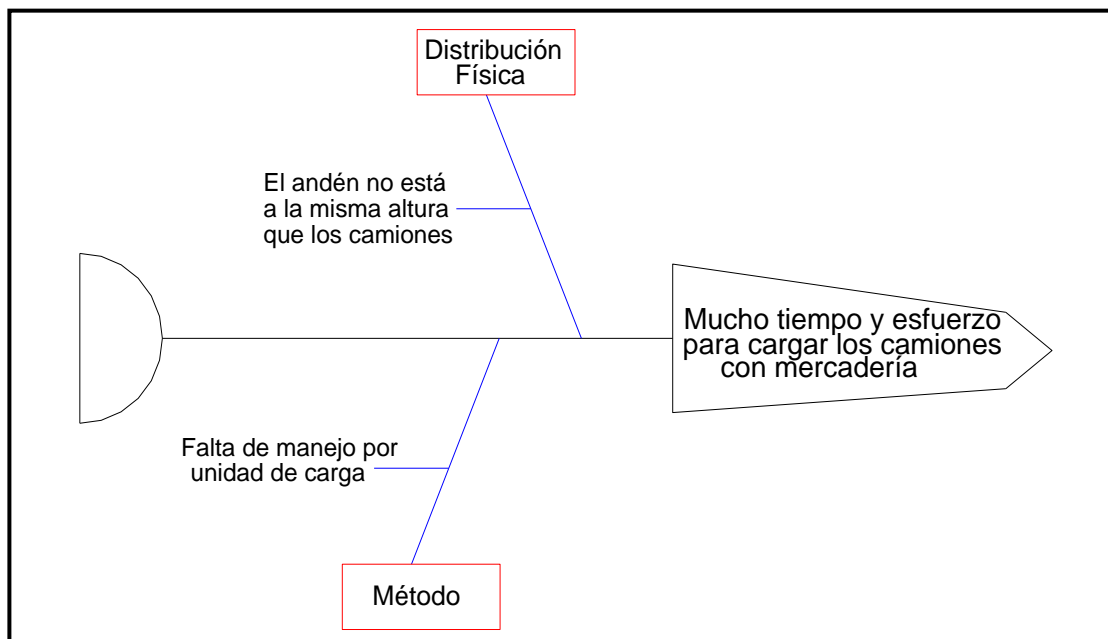 Distribución
Física
El andén no está
a la misma altura
que los camiones
Mucho tiempo y esfuerzo
para cargar los camiones
con mercadería
Falta de manejo por
unidad de carga
Método